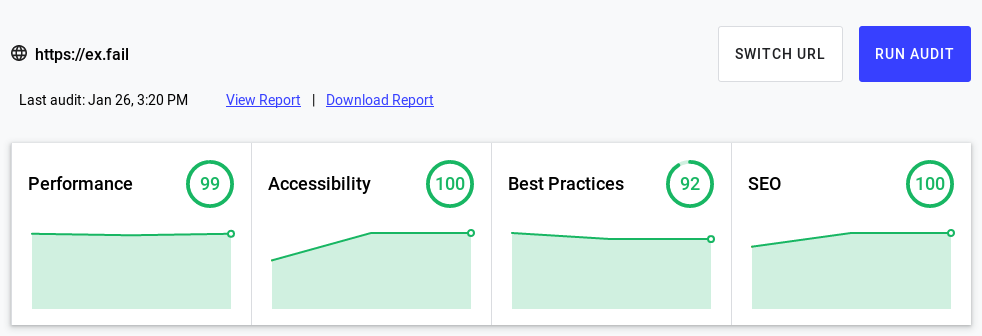 https://ex.fail
SWITCH URL
RUN AUDIT
Last audit: Jan 26, 3:20 PM
View Report | Download Report
Performance 99
Accessibility 100
Best Practices 92
SEO 100